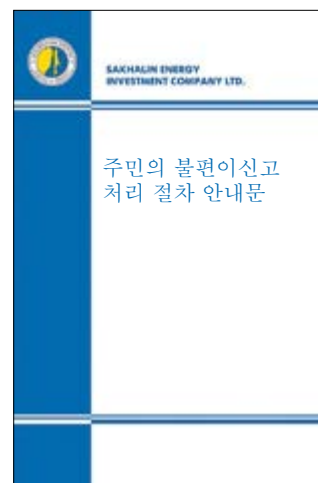 SAKHALIN ENERGY
INVESTMENT COMPANY LTD.
주민의 불편이신고
처리 절차 안내문